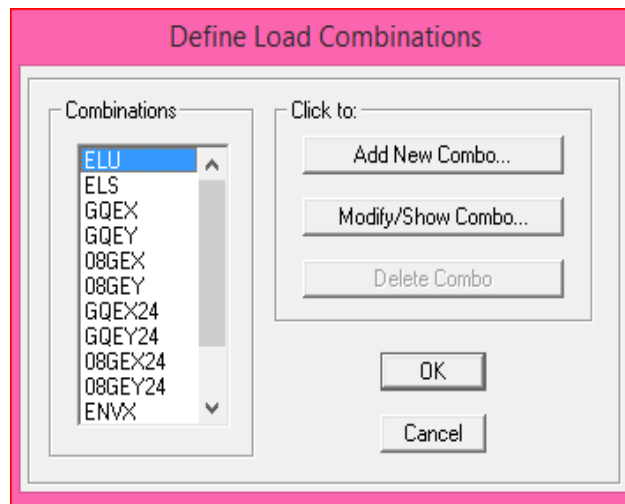 Define Load Combinations
Combinations
ELU
ELS
GQEX
GQEY
08GEX
08GEY
GQEX24
GQEY24
08GEX24
08GEY24
ENVX
Click to:
Add New Combo...
Modify/Show Combo...
Delete Combo
OK
Cancel